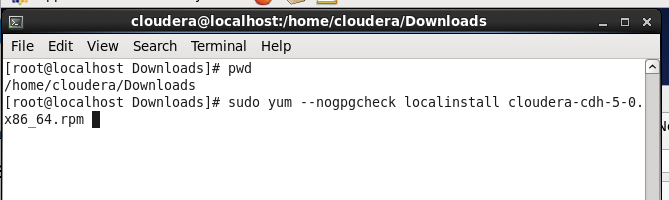 cloudera@localhost:/home/cloudera/Downloads
File Edit View Search Terminal Help
[root@localhost Downloads]# pwd
/home/cloudera/Downloads
[root@localhost Downloads]# sudo yum --nogpgcheck localinstall cloudera-cdh-5-0.
x86_64.rpm